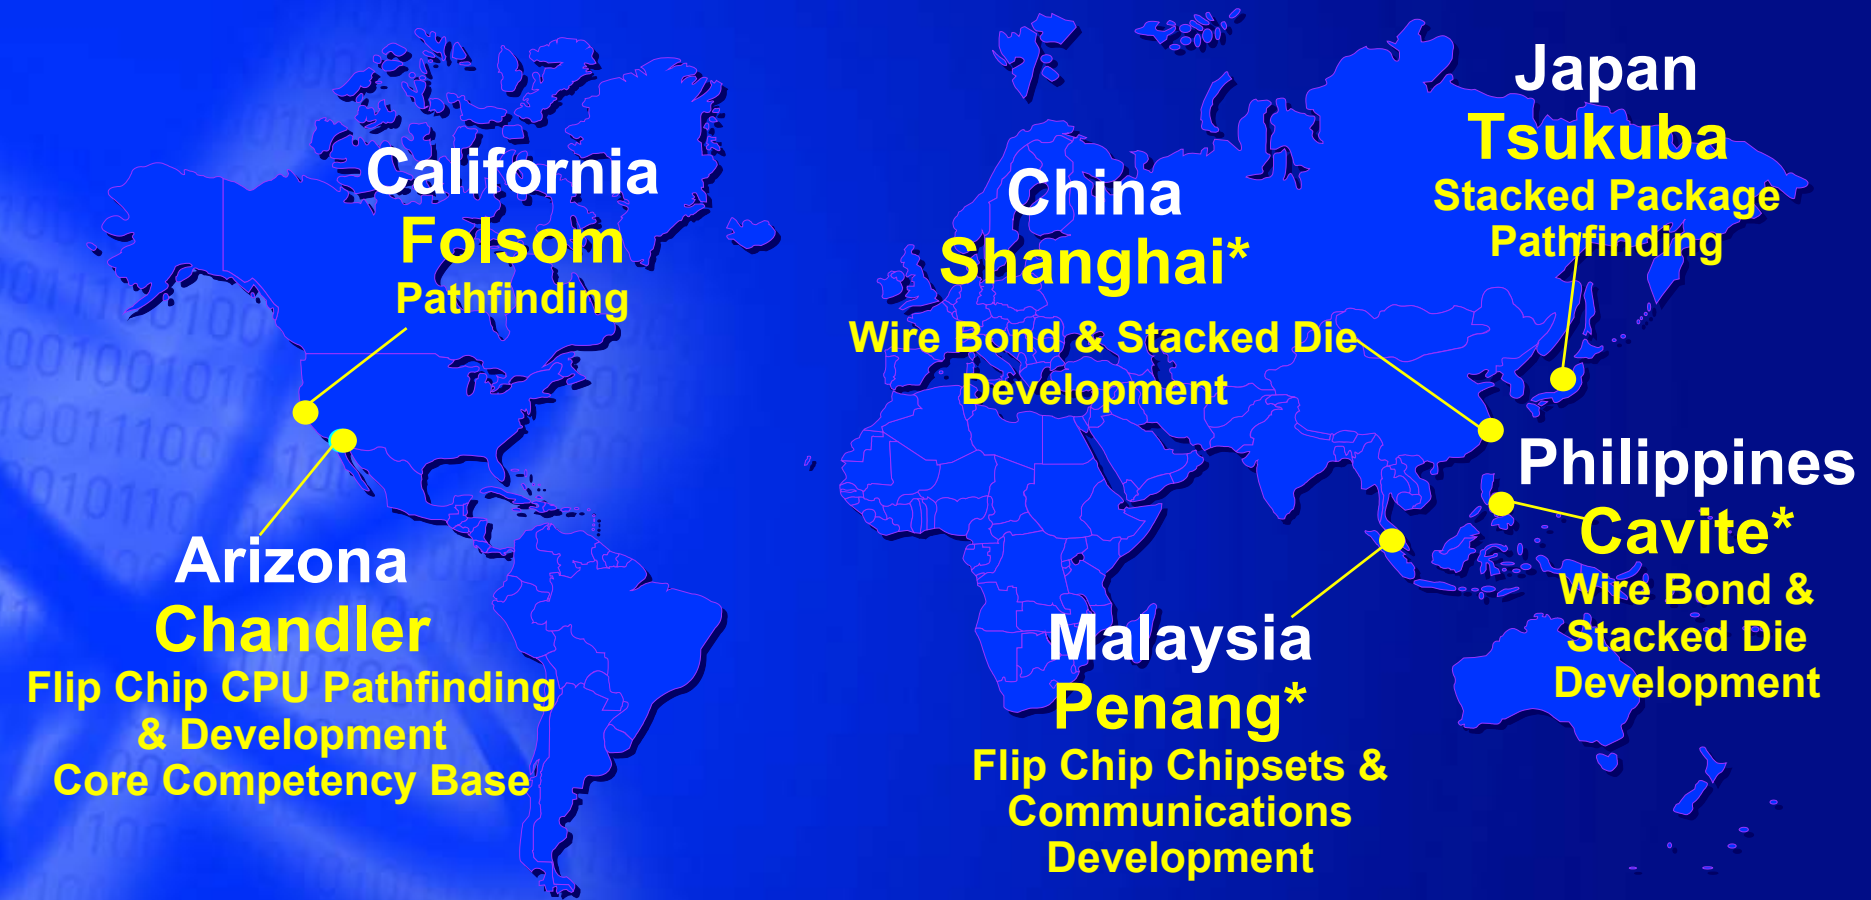 California
Folsom
Pathfinding
Arizona
Chandler
Flip Chip CPU Pathfinding
& Development
Core Competency Base
China
Shanghai*
Wire Bond & Stacked Die
Development
Japan
Tsukuba
Stacked Package
Pathfinding
Philippines
Cavite*
Wire Bond &
Stacked Die
Development
Malaysia
Penang*
Flip Chip Chipsets &
Communications
Development